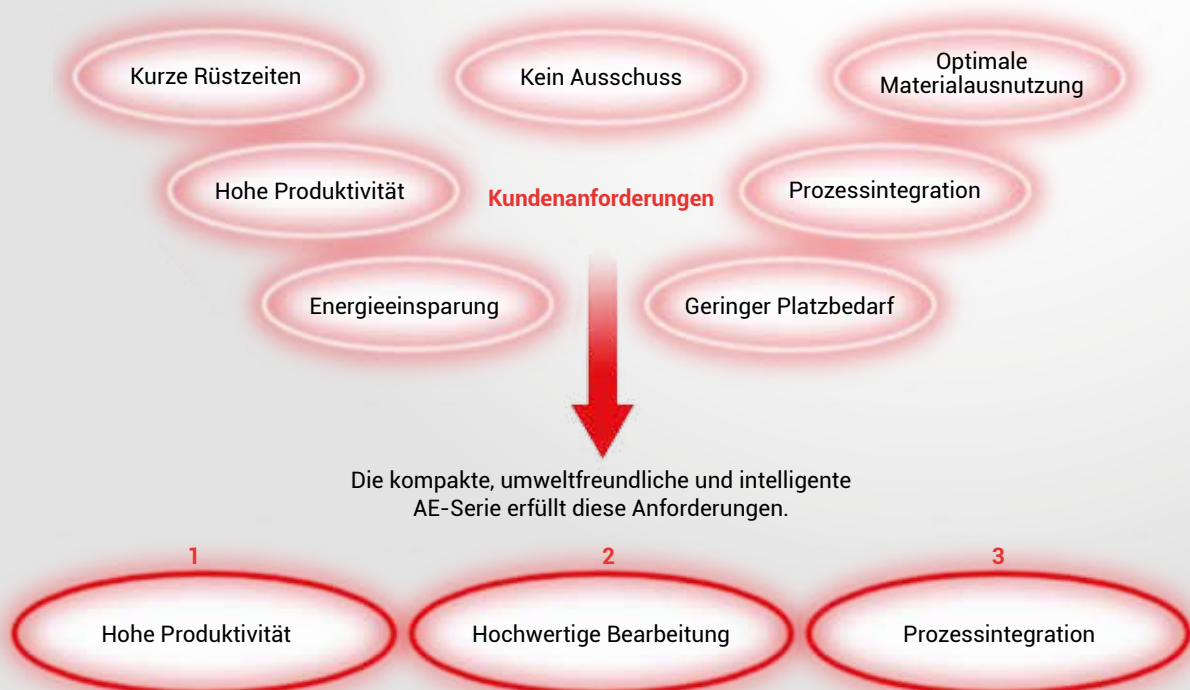 Kurze Rüstzeiten
Kein Ausschuss
Optimale
Materialausnutzung
Hohe Produktivität
Kundenanforderungen
Prozessintegration
Energieeinsparung
Geringer Platzbedarf
Die kompakte, umweltfreundliche und intelligente
AE-Serie erfüllt diese Anforderungen.
1
2
3
Hohe Produktivität
Hochwertige Bearbeitung
Prozessintegration